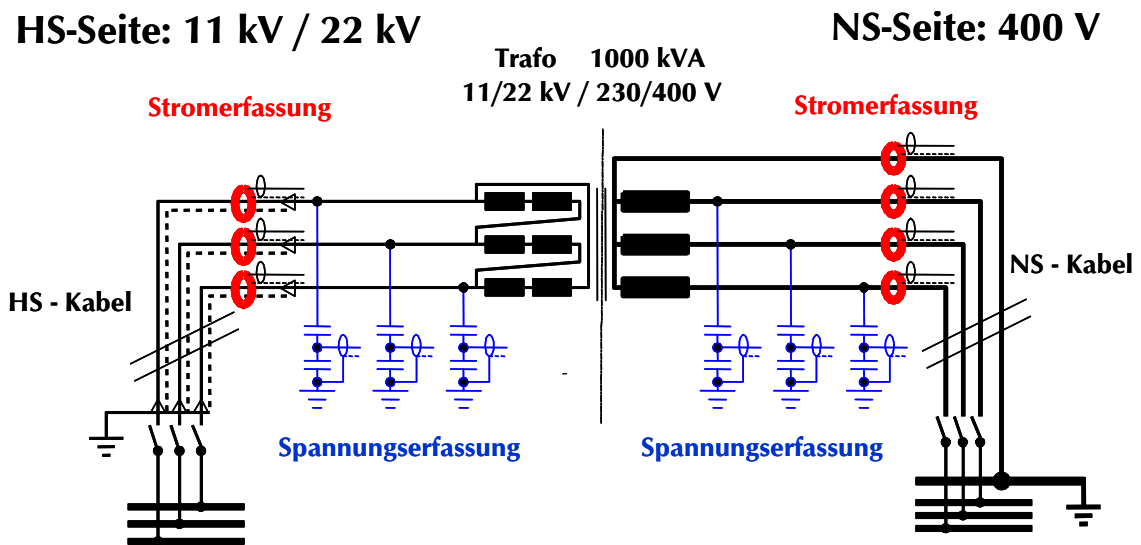 HS-Seite: 11 kV / 22 kV
NS-Seite: 400 V
Trafo 1000 kVA
11/22 kV / 230/400 V
Stromerfassung
Stromerfassung
HS - Kabel
NS - Kabel
Spannungserfassung
Spannungserfassung